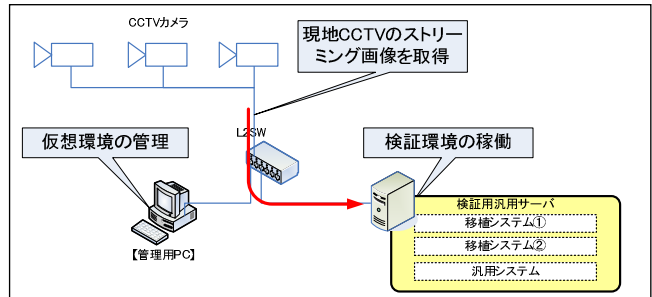 CCTVカメラ
現地CCTVのストリー
ミング画像を取得
仮想環境の管理
L2SW
検証環境の稼働
検証用汎用サーバ
移植システム①
移植システム②
汎用システム
【管理用PC】